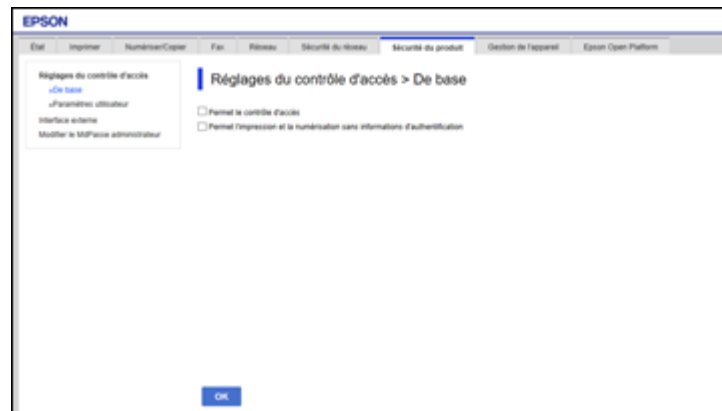 EPSON
État Imprimer Numériser/Copier Fax Réseau Sécurité du réseau Sécurité du produit Gestion de l'appareil Epson Open Platform
Réglages du contrôle d'accès
»De base
»Paramètres utilisateur
Interface externe
Modifier le MdPasse administrateur
Réglages du contrôle d'accès > De base
Permet le contrôle d'accès
Permet l'impression et la numérisation sans informations d'authentification
OK